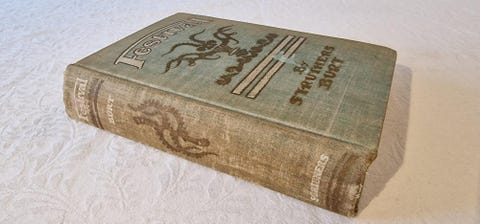 Festival
By
STRUTHERS
BURT
Festival
BURT
SCRIBNERS